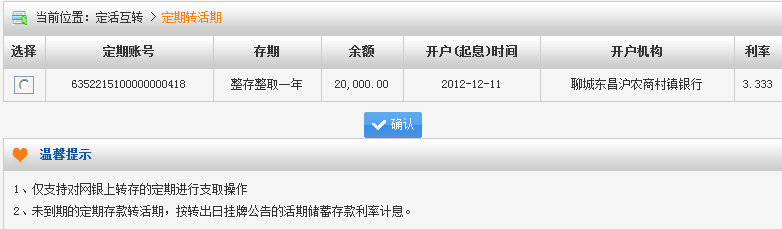 当前位置：定活互转 > 定期转活期
选择 定期账号 存期 余额 开户(起息)时间 开户机构 利率
6352215100000000418 整存整取一年 20,000.00 2012-12-11 聊城东昌沪农商村镇银行 3.333
确认
温馨提示
1、仅支持对网银上转存的定期进行支取操作
2、未到期的定期存款转活期，按转出日挂牌公告的活期储蓄存款利率计息。